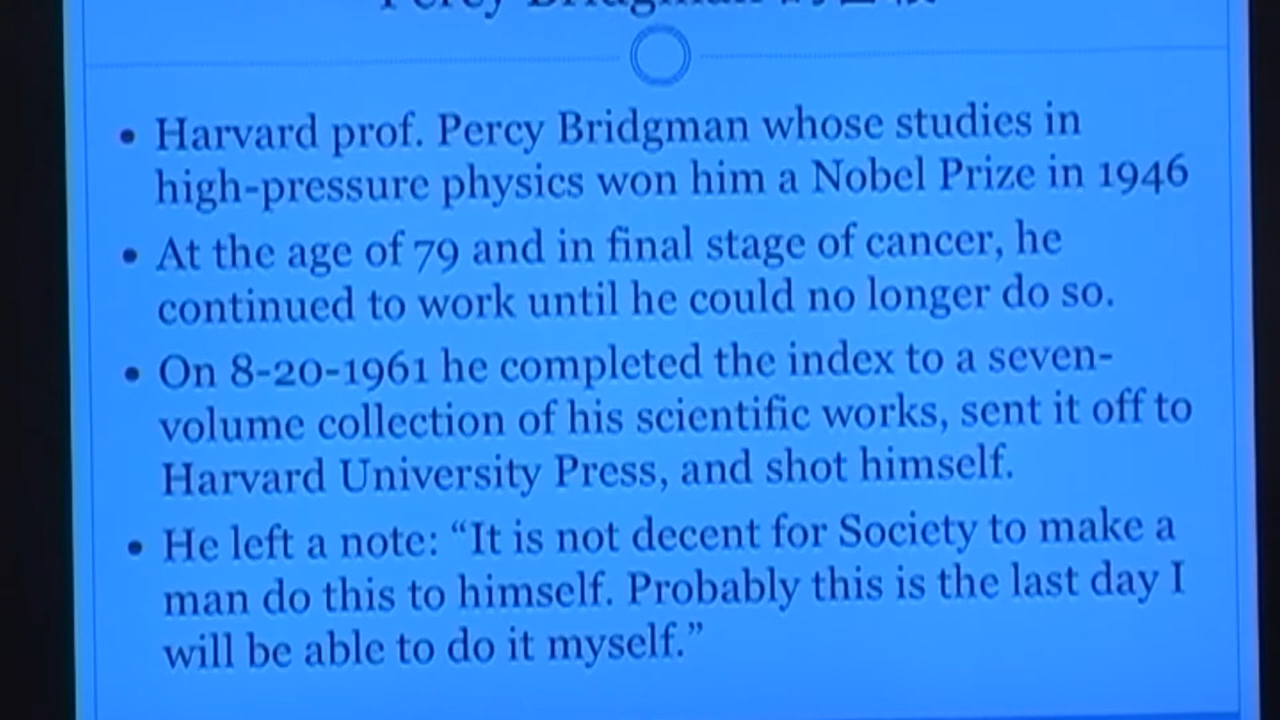 Percy Bridgman 的
• Harvard prof. Percy Bridgman whose studies in
high-pressure physics won him a Nobel Prize in 1946
• At the age of 79 and in final stage of cancer, he
continued to work until he could no longer do so.
• On 8-20-1961 he completed the index to a seven-
volume collection of his scientific works, sent it off to
Harvard University Press, and shot himself.
• He left a note: “It is not decent for Society to make a
man do this to himself. Probably this is the last day I
will be able to do it myself.”